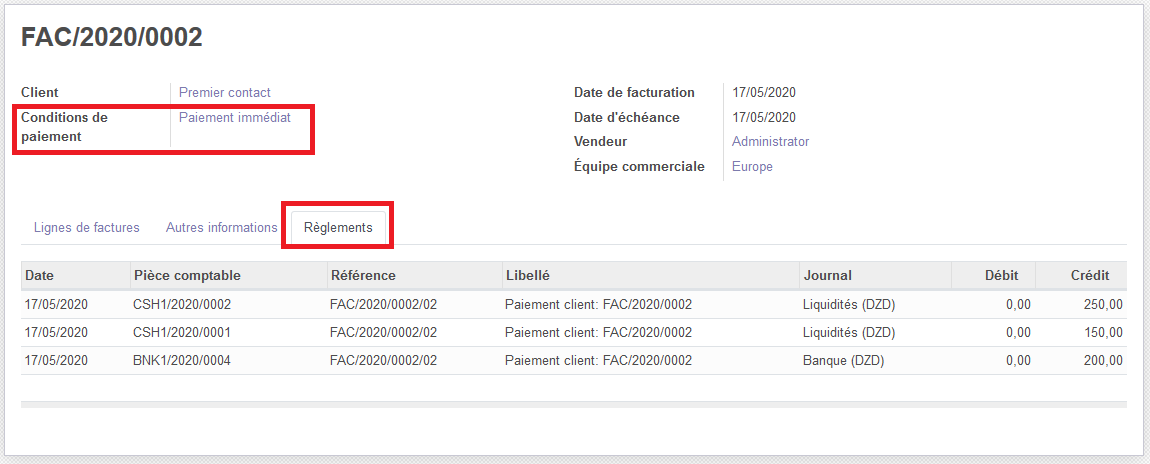 FAC/2020/0002
Client Premier contact
Conditions de paiement Paiement immédiat
Date de facturation 17/05/2020
Date d'échéance 17/05/2020
Vendeur Administrator
Équipe commerciale Europe
Lignes de factures Autres informations Règlements
Date Pièce comptable Référence Libellé Journal Débit Crédit
17/05/2020 CSH1/2020/0002 FAC/2020/0002/02 Paiement client: FAC/2020/0002 Liquidités (DZD) 0,00 250,00
17/05/2020 CSH1/2020/0001 FAC/2020/0002/02 Paiement client: FAC/2020/0002 Liquidités (DZD) 0,00 150,00
17/05/2020 BNK1/2020/0004 FAC/2020/0002/02 Paiement client: FAC/2020/0002 Banque (DZD) 0,00 200,00